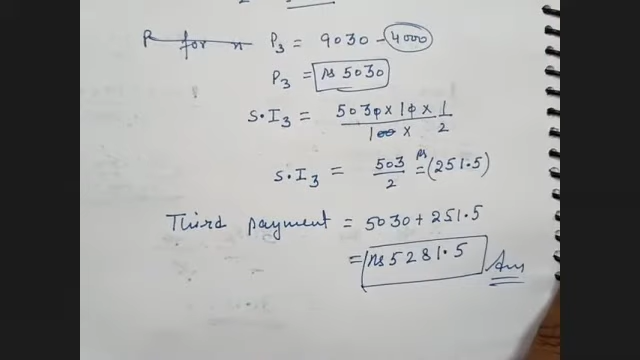 P for n P₃ = 9030 - 4000
P₃ = Rs 5030
S.I₃ = 5030 x 10 x 1 / 100 x 2
S.I₃ = 503/2 = Rs (251.5)
Third payment = 5030 + 251.5
= Rs 5281.5 Ans